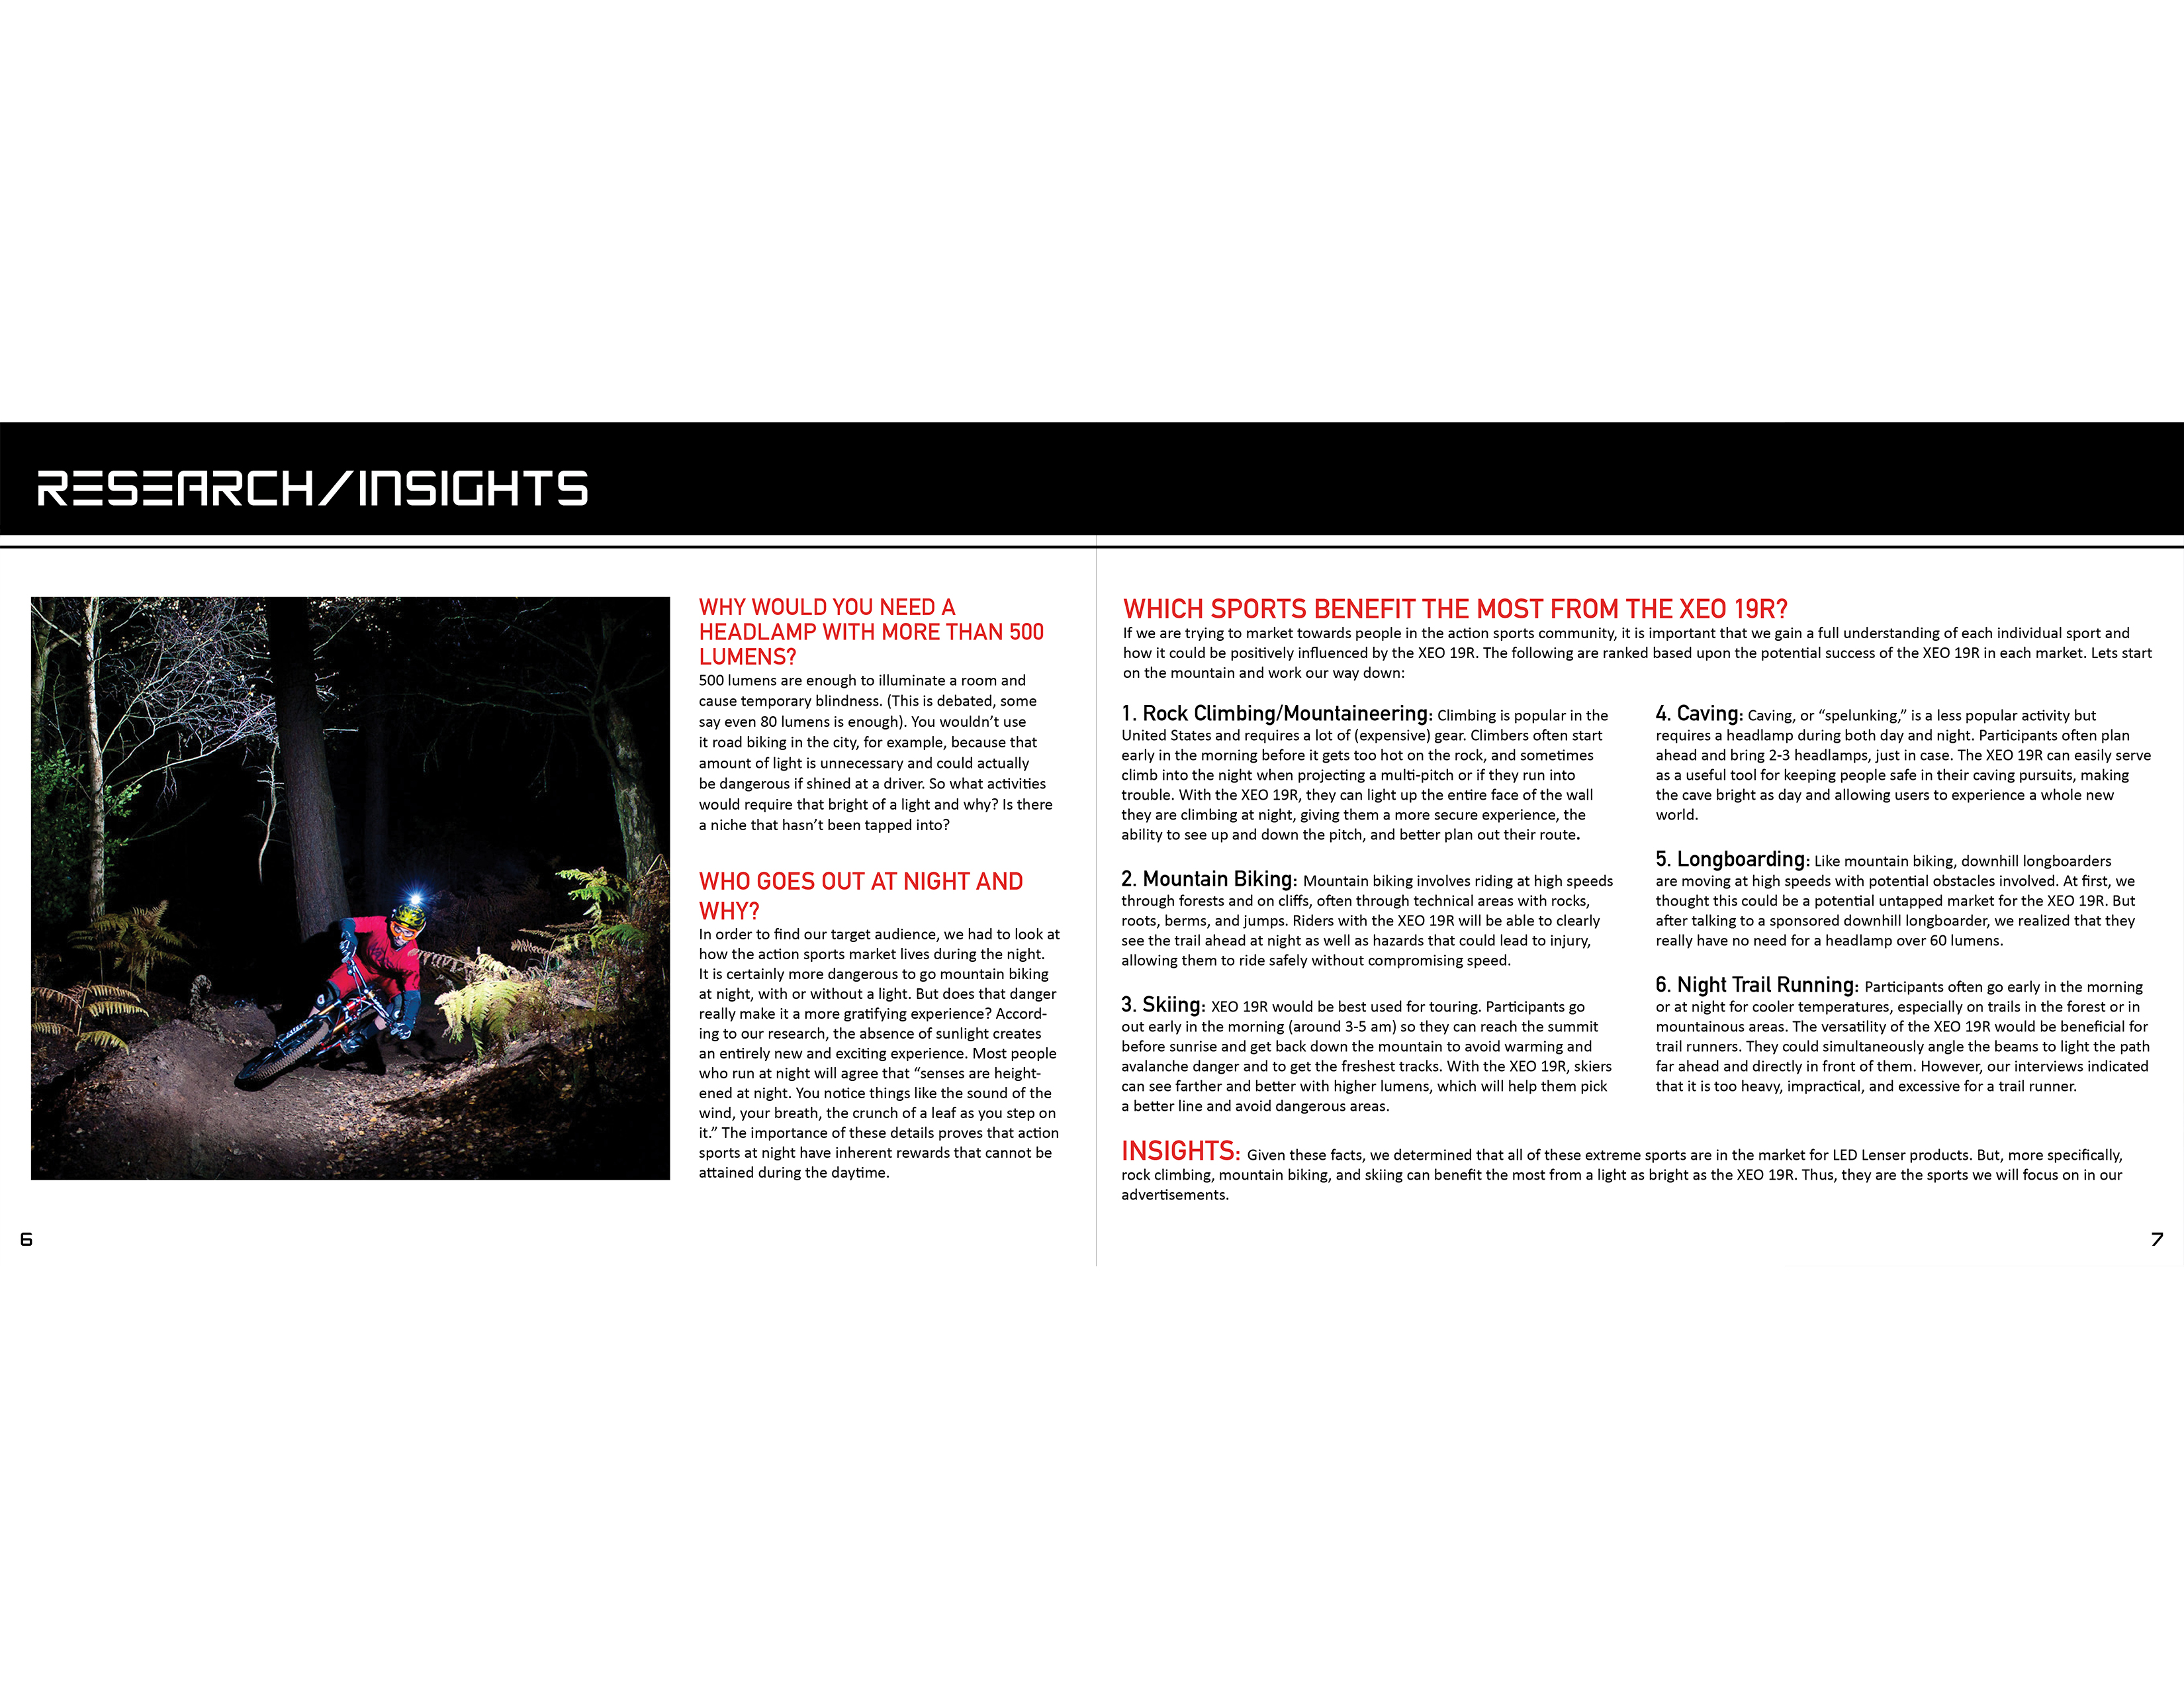 RESEARCH/INSIGHTS
WHY WOULD YOU NEED A
HEADLAMP WITH MORE THAN 500
LUMENS?
500 lumens are enough to illuminate a room and
cause temporary blindness. (This is debated, some
say even 80 lumens is enough). You wouldn’t use
it road biking in the city, for example, because that
amount of light is unnecessary and could actually
be dangerous if shined at a driver. So what activities
would require that bright of a light and why? Is there
a niche that hasn’t been tapped into?
WHO GOES OUT AT NIGHT AND
WHY?
In order to find our target audience, we had to look at
how the action sports market lives during the night.
It is certainly more dangerous to go mountain biking
at night, with or without a light. But does that danger
really make it a more gratifying experience? Accord-
ing to our research, the absence of sunlight creates
an entirely new and exciting experience. Most people
who run at night will agree that “senses are height-
ened at night. You notice things like the sound of the
wind, your breath, the crunch of a leaf as you step on
it.” The importance of these details proves that action
sports at night have inherent rewards that cannot be
attained during the daytime.
6
WHICH SPORTS BENEFIT THE MOST FROM THE XEO 19R?
If we are trying to market towards people in the action sports community, it is important that we gain a full understanding of each individual sport and
how it could be positively influenced by the XEO 19R. The following are ranked based upon the potential success of the XEO 19R in each market. Lets start
on the mountain and work our way down:
1. Rock Climbing/Mountaineering: Climbing is popular in the
United States and requires a lot of (expensive) gear. Climbers often start
early in the morning before it gets too hot on the rock, and sometimes
climb into the night when projecting a multi-pitch or if they run into
trouble. With the XEO 19R, they can light up the entire face of the wall
they are climbing at night, giving them a more secure experience, the
ability to see up and down the pitch, and better plan out their route.
2. Mountain Biking: Mountain biking involves riding at high speeds
through forests and on cliffs, often through technical areas with rocks,
roots, berms, and jumps. Riders with the XEO 19R will be able to clearly
see the trail ahead at night as well as hazards that could lead to injury,
allowing them to ride safely without compromising speed.
3. Skiing: XEO 19R would be best used for touring. Participants go
out early in the morning (around 3-5 am) so they can reach the summit
before sunrise and get back down the mountain to avoid warming and
avalanche danger and to get the freshest tracks. With the XEO 19R, skiers
can see farther and better with higher lumens, which will help them pick
a better line and avoid dangerous areas.
4. Caving: Caving, or “spelunking,” is a less popular activity but
requires a headlamp during both day and night. Participants often plan
ahead and bring 2-3 headlamps, just in case. The XEO 19R can easily serve
as a useful tool for keeping people safe in their caving pursuits, making
the cave bright as day and allowing users to experience a whole new
world.
5. Longboarding: Like mountain biking, downhill longboarders
are moving at high speeds with potential obstacles involved. At first, we
thought this could be a potential untapped market for the XEO 19R. But
after talking to a sponsored downhill longboarder, we realized that they
really have no need for a headlamp over 60 lumens.
6. Night Trail Running: Participants often go early in the morning
or at night for cooler temperatures, especially on trails in the forest or in
mountainous areas. The versatility of the XEO 19R would be beneficial for
trail runners. They could simultaneously angle the beams to light the path
far ahead and directly in front of them. However, our interviews indicated
that it is too heavy, impractical, and excessive for a trail runner.
INSIGHTS: Given these facts, we determined that all of these extreme sports are in the market for LED Lenser products. But, more specifically,
rock climbing, mountain biking, and skiing can benefit the most from a light as bright as the XEO 19R. Thus, they are the sports we will focus on in our
advertisements.
7